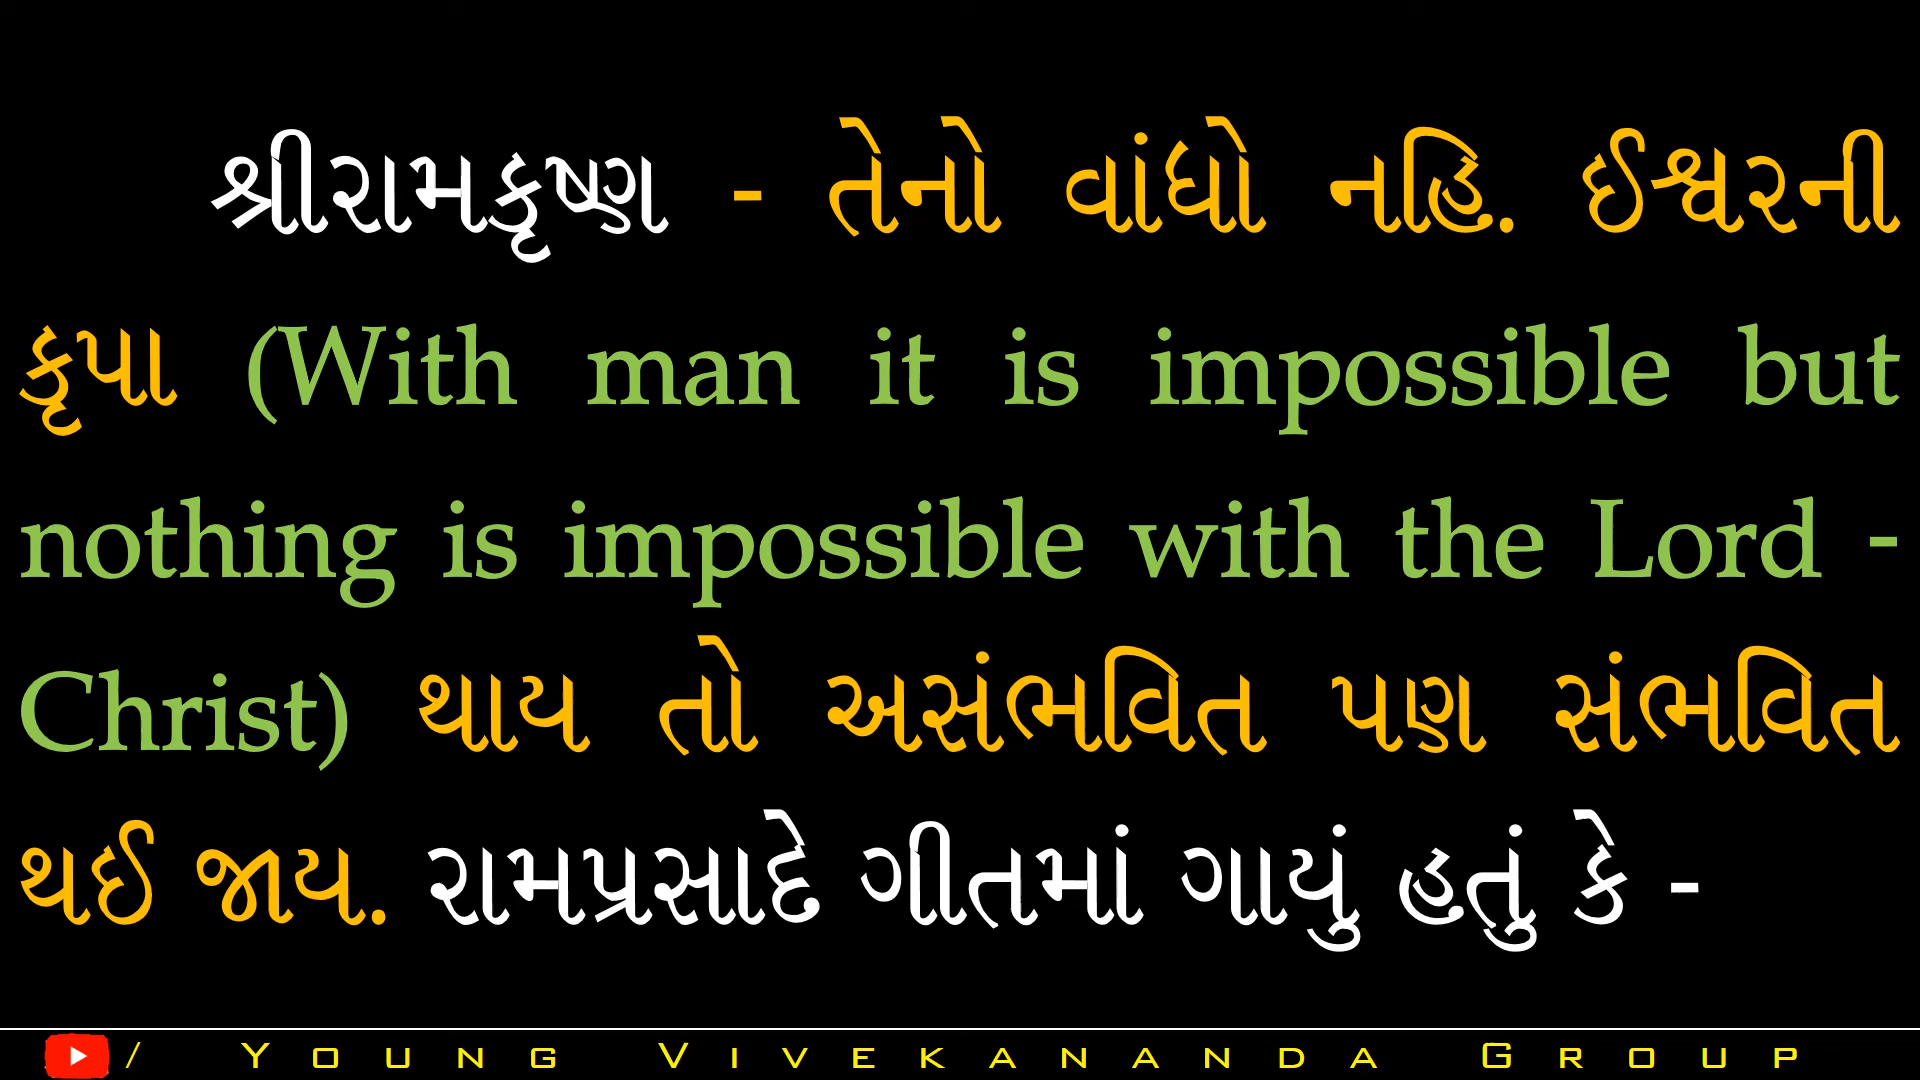 શ્રીરામકૃષ્ણ - તેનો વાંધો નહિ. ઈશ્વરની
કૃપા (With man it is impossible but
nothing is impossible with the Lord -
Christ) થાય તો અસંભવિત પણ સંભવિત
થઈ જાય. રામપ્રસાદે ગીતમાં ગાયું હતું કે -
/ Young Vivekananda Group